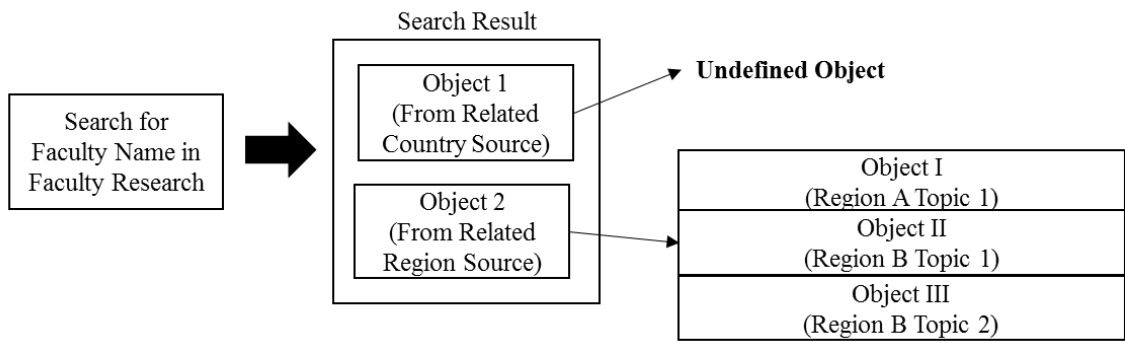 Search for
Faculty Name in
Faculty Research
Search Result
Object 1
(From Related
Country Source)
Object 2
(From Related
Region Source)
Undefined Object
Object I
(Region A Topic 1)
Object II
(Region B Topic 1)
Object III
(Region B Topic 2)